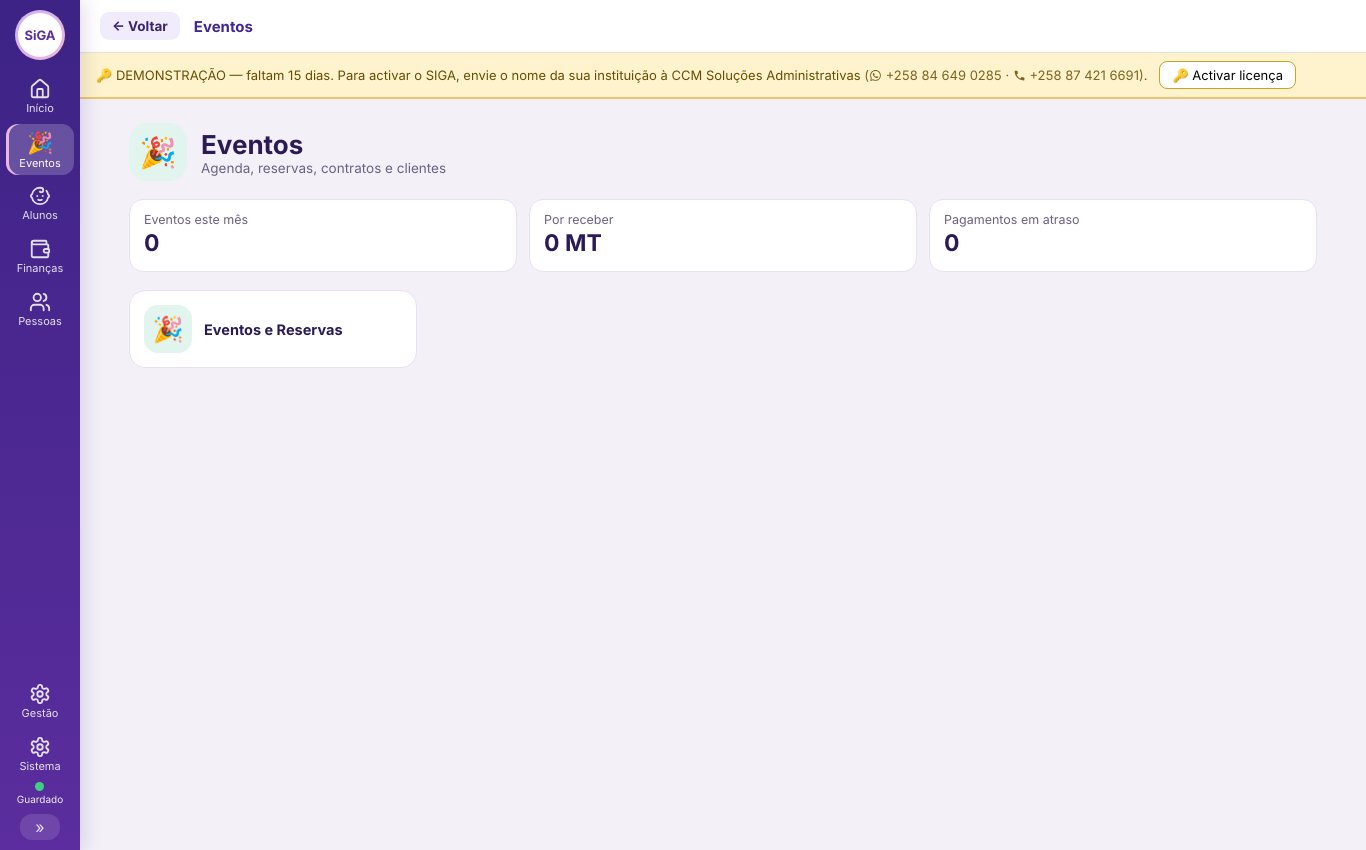 SiGA
← Voltar
Eventos
🔑 DEMONSTRAÇÃO — faltam 15 dias. Para activar o SIGA, envie o nome da sua instituição à CCM Soluções Administrativas (+258 84 649 0285 · +258 87 421 6691).
🔑 Activar licença
Início
Eventos
Alunos
Finanças
Pessoas
Eventos
Agenda, reservas, contratos e clientes
Eventos este mês
0
Por receber
0 MT
Pagamentos em atraso
0
Eventos e Reservas
Gestão
Sistema
Guardado
»